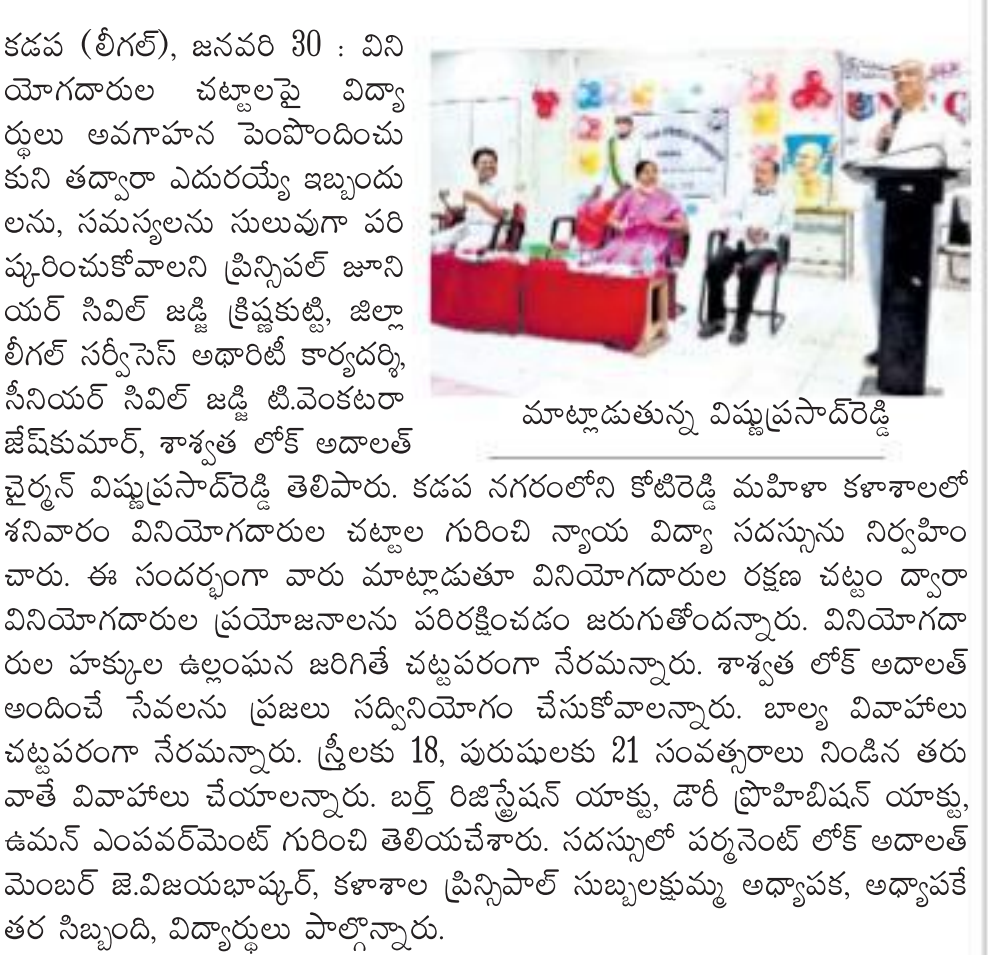 కడప (లీగల్), జనవరి 30 : విని
యోగదారుల చట్టాలపై విద్యా
ర్థులు అవగాహన పెంపొందించు
కుని తద్వారా ఎదురయ్యే ఇబ్బందు
లను, సమస్యలను సులువుగా పరి
ష్కరించుకోవాలని ప్రిన్సిపల్ జూని
యర్ సివిల్ జడ్జి క్రిష్ణకుట్టి, జిల్లా
లీగల్ సర్వీసెస్ అథారిటీ కార్యదర్శి,
సీనియర్ సివిల్ జడ్జి టి.వెంకటరా
జేష్‌కుమార్, శాశ్వత లోక్ అదాలత్
మాట్లాడుతున్న విష్ణుప్రసాద్‌రెడ్డి
చైర్మన్ విష్ణుప్రసాద్‌రెడ్డి తెలిపారు. కడప నగరంలోని కోటిరెడ్డి మహిళా కళాశాలలో
శనివారం వినియోగదారుల చట్టాల గురించి న్యాయ విద్యా సదస్సును నిర్వహిం
చారు. ఈ సందర్భంగా వారు మాట్లాడుతూ వినియోగదారుల రక్షణ చట్టం ద్వారా
వినియోగదారుల ప్రయోజనాలను పరిరక్షించడం జరుగుతోందన్నారు. వినియోగదా
రుల హక్కుల ఉల్లంఘన జరిగితే చట్టపరంగా నేరమన్నారు. శాశ్వత లోక్ అదాలత్
అందించే సేవలను ప్రజలు సద్వినియోగం చేసుకోవాలన్నారు. బాల్య వివాహాలు
చట్టపరంగా నేరమన్నారు. స్త్రీలకు 18, పురుషులకు 21 సంవత్సరాలు నిండిన తరు
వాతే వివాహాలు చేయాలన్నారు. బర్త్ రిజిస్ట్రేషన్ యాక్టు, డౌరీ ప్రొహిబిషన్ యాక్టు,
ఉమన్ ఎంపవర్‌మెంట్ గురించి తెలియచేశారు. సదస్సులో పర్మనెంట్ లోక్ అదాలత్
మెంబర్ జె.విజయభాష్కర్, కళాశాల ప్రిన్సిపాల్ సుబ్బలక్షుమ్మ అధ్యాపక, అధ్యాపకే
తర సిబ్బంది, విద్యార్థులు పాల్గొన్నారు.